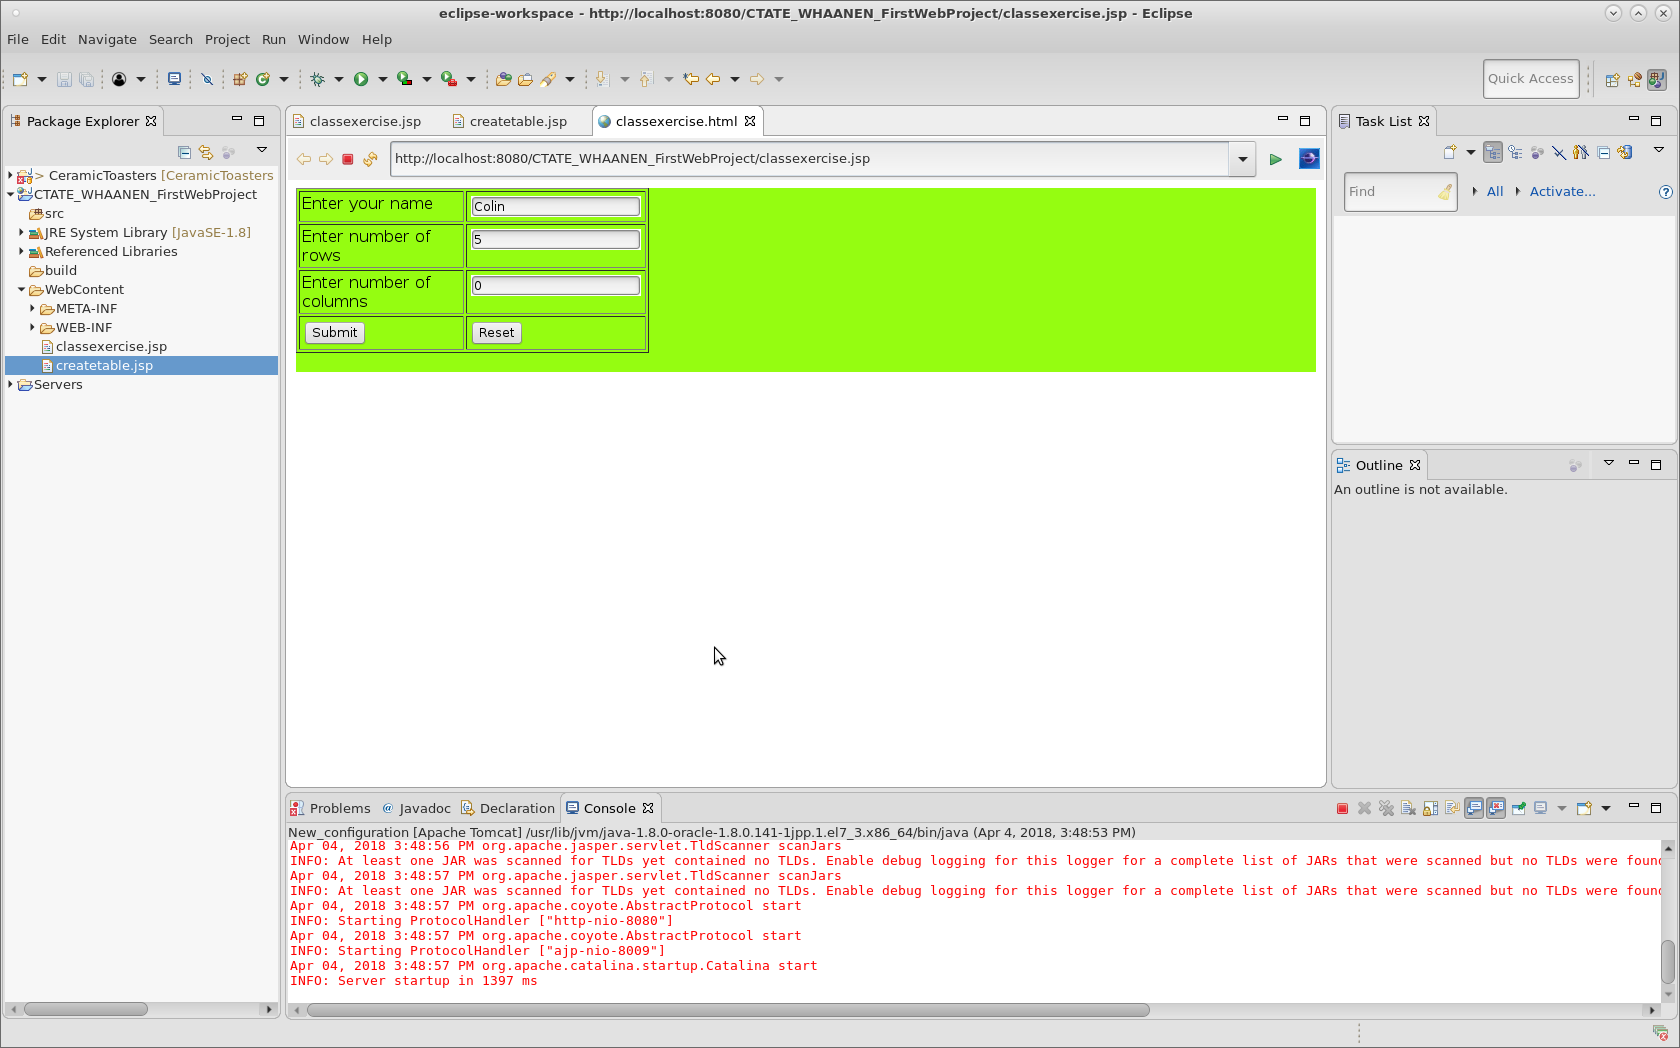 eclipse-workspace - http://localhost:8080/CTATE_WHAANEN_FirstWebProject/classexercise.jsp - Eclipse
File Edit Navigate Search Project Run Window Help
Quick Access
Package Explorer
> CeramicToasters [CeramicToasters
CTATE_WHAANEN_FirstWebProject
src
JRE System Library [JavaSE-1.8]
Referenced Libraries
build
WebContent
META-INF
WEB-INF
classexercise.jsp
createtable.jsp
Servers
classexercise.jsp createtable.jsp classexercise.html
http://localhost:8080/CTATE_WHAANEN_FirstWebProject/classexercise.jsp
Enter your name Colin
Enter number of rows 5
Enter number of columns 0
Submit Reset
Task List
Find All Activate...
Outline
An outline is not available.
Problems @ Javadoc Declaration Console
New_configuration [Apache Tomcat] /usr/lib/jvm/java-1.8.0-oracle-1.8.0.141-1jpp.1.el7_3.x86_64/bin/java (Apr 4, 2018, 3:48:53 PM)
Apr 04, 2018 3:48:56 PM org.apache.jasper.servlet.TldScanner scanJars
INFO: At least one JAR was scanned for TLDs yet contained no TLDs. Enable debug logging for this logger for a complete list of JARs that were scanned but no TLDs were found
Apr 04, 2018 3:48:57 PM org.apache.jasper.servlet.TldScanner scanJars
INFO: At least one JAR was scanned for TLDs yet contained no TLDs. Enable debug logging for this logger for a complete list of JARs that were scanned but no TLDs were found
Apr 04, 2018 3:48:57 PM org.apache.coyote.AbstractProtocol start
INFO: Starting ProtocolHandler ["http-nio-8080"]
Apr 04, 2018 3:48:57 PM org.apache.coyote.AbstractProtocol start
INFO: Starting ProtocolHandler ["ajp-nio-8009"]
Apr 04, 2018 3:48:57 PM org.apache.catalina.startup.Catalina start
INFO: Server startup in 1397 ms